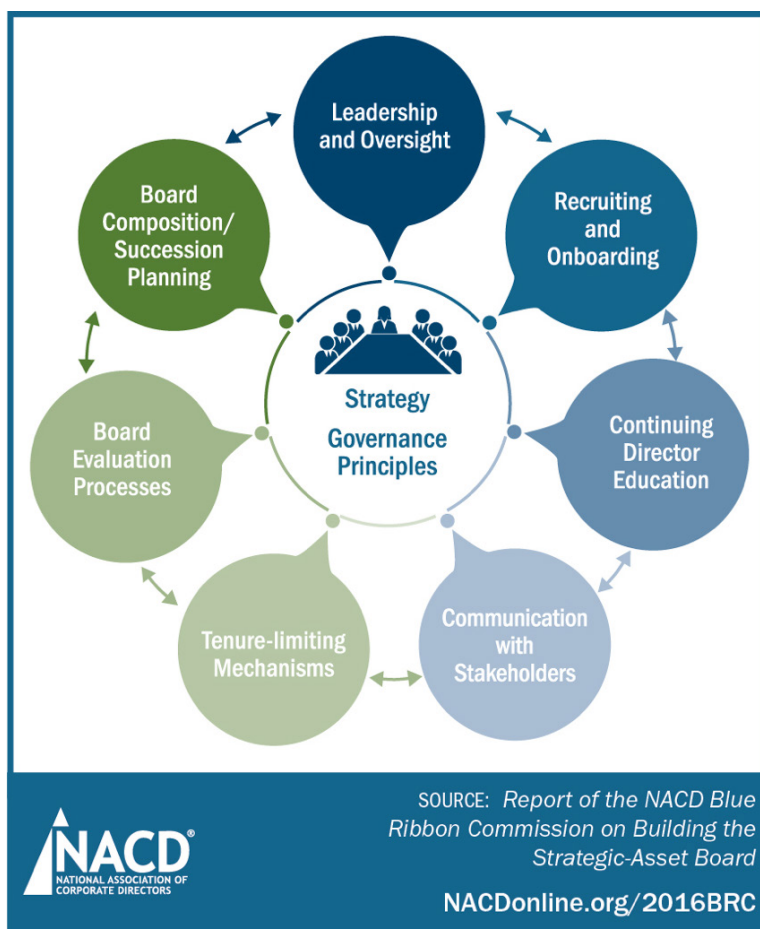 Leadership
and Oversight
Recruiting
and
Onboarding
Continuing
Director
Education
Communication
with
Stakeholders
Tenure-limiting
Mechanisms
Board
Evaluation
Processes
Board
Composition/
Succession
Planning
Strategy
Governance
Principles
NACD®
NATIONAL ASSOCIATION OF
CORPORATE DIRECTORS
SOURCE: Report of the NACD Blue
Ribbon Commission on Building the
Strategic-Asset Board
NACDonline.org/2016BRC